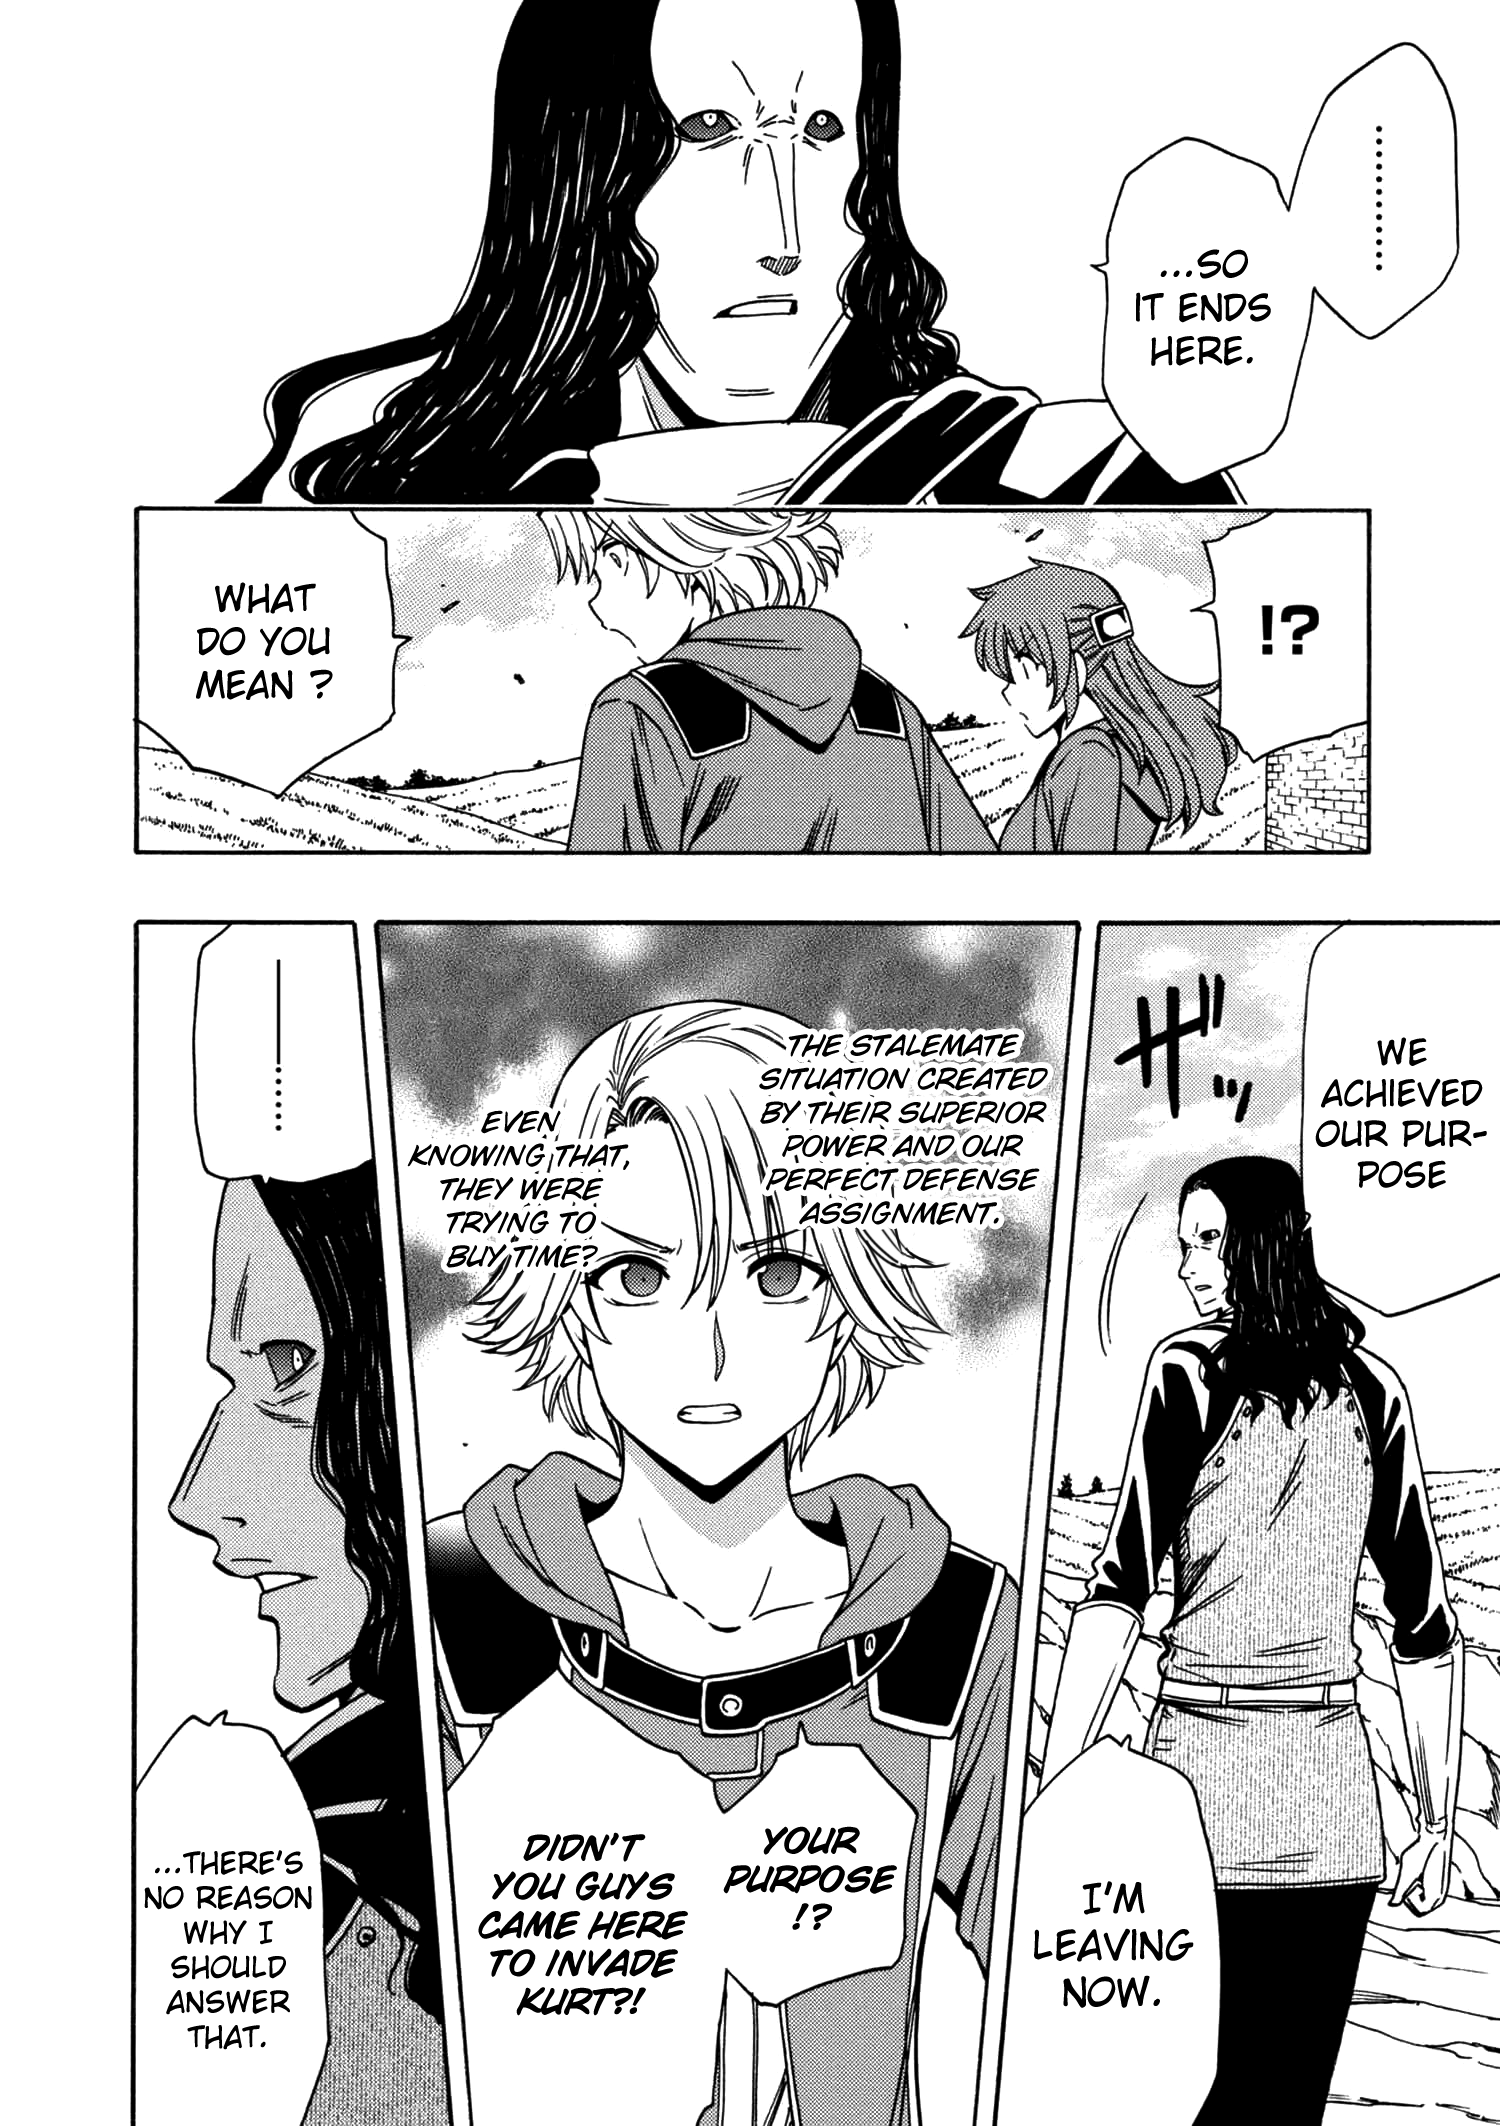 ...........
...SO
IT ENDS
HERE.
!?
WHAT
DO YOU
MEAN ?
WE
ACHIEVED
OUR PUR-
POSE
ザッ
I'M
LEAVING
NOW.
THE STALEMATE
SITUATION CREATED
BY THEIR SUPERIOR
POWER AND OUR
PERFECT DEFENSE
ASSIGNMENT.
EVEN
KNOWING THAT,
THEY WERE
TRYING TO
BUY TIME?
YOUR
PURPOSE
!?
DIDN'T
YOU GUYS
CAME HERE
TO INVADE
KURT?!
—......
...THERE'S
NO REASON
WHY I
SHOULD
ANSWER
THAT.